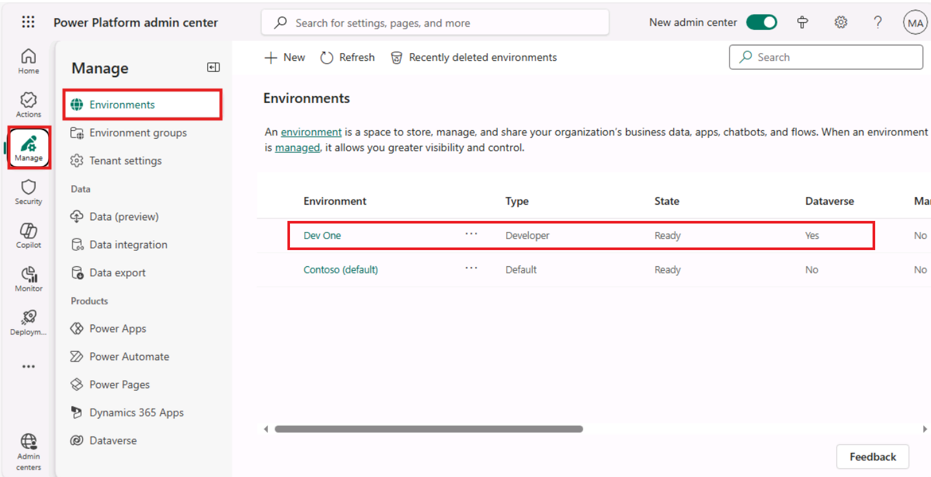 Power Platform admin center
Search for settings, pages, and more
New admin center
MA
Home
Actions
Manage
Security
Copilot
Monitor
Deploym...
Admin
centers
Manage
Environments
Environment groups
Tenant settings
Data
Data (preview)
Data integration
Data export
Products
Power Apps
Power Automate
Power Pages
Dynamics 365 Apps
Dataverse
New
Refresh
Recently deleted environments
Search
Environments
An environment is a space to store, manage, and share your organization's business data, apps, chatbots, and flows. When an environment
is managed, it allows you greater visibility and control.
Environment Type State Dataverse Mar
Dev One ... Developer Ready Yes No
Contoso (default) ... Default Ready No No
Feedback